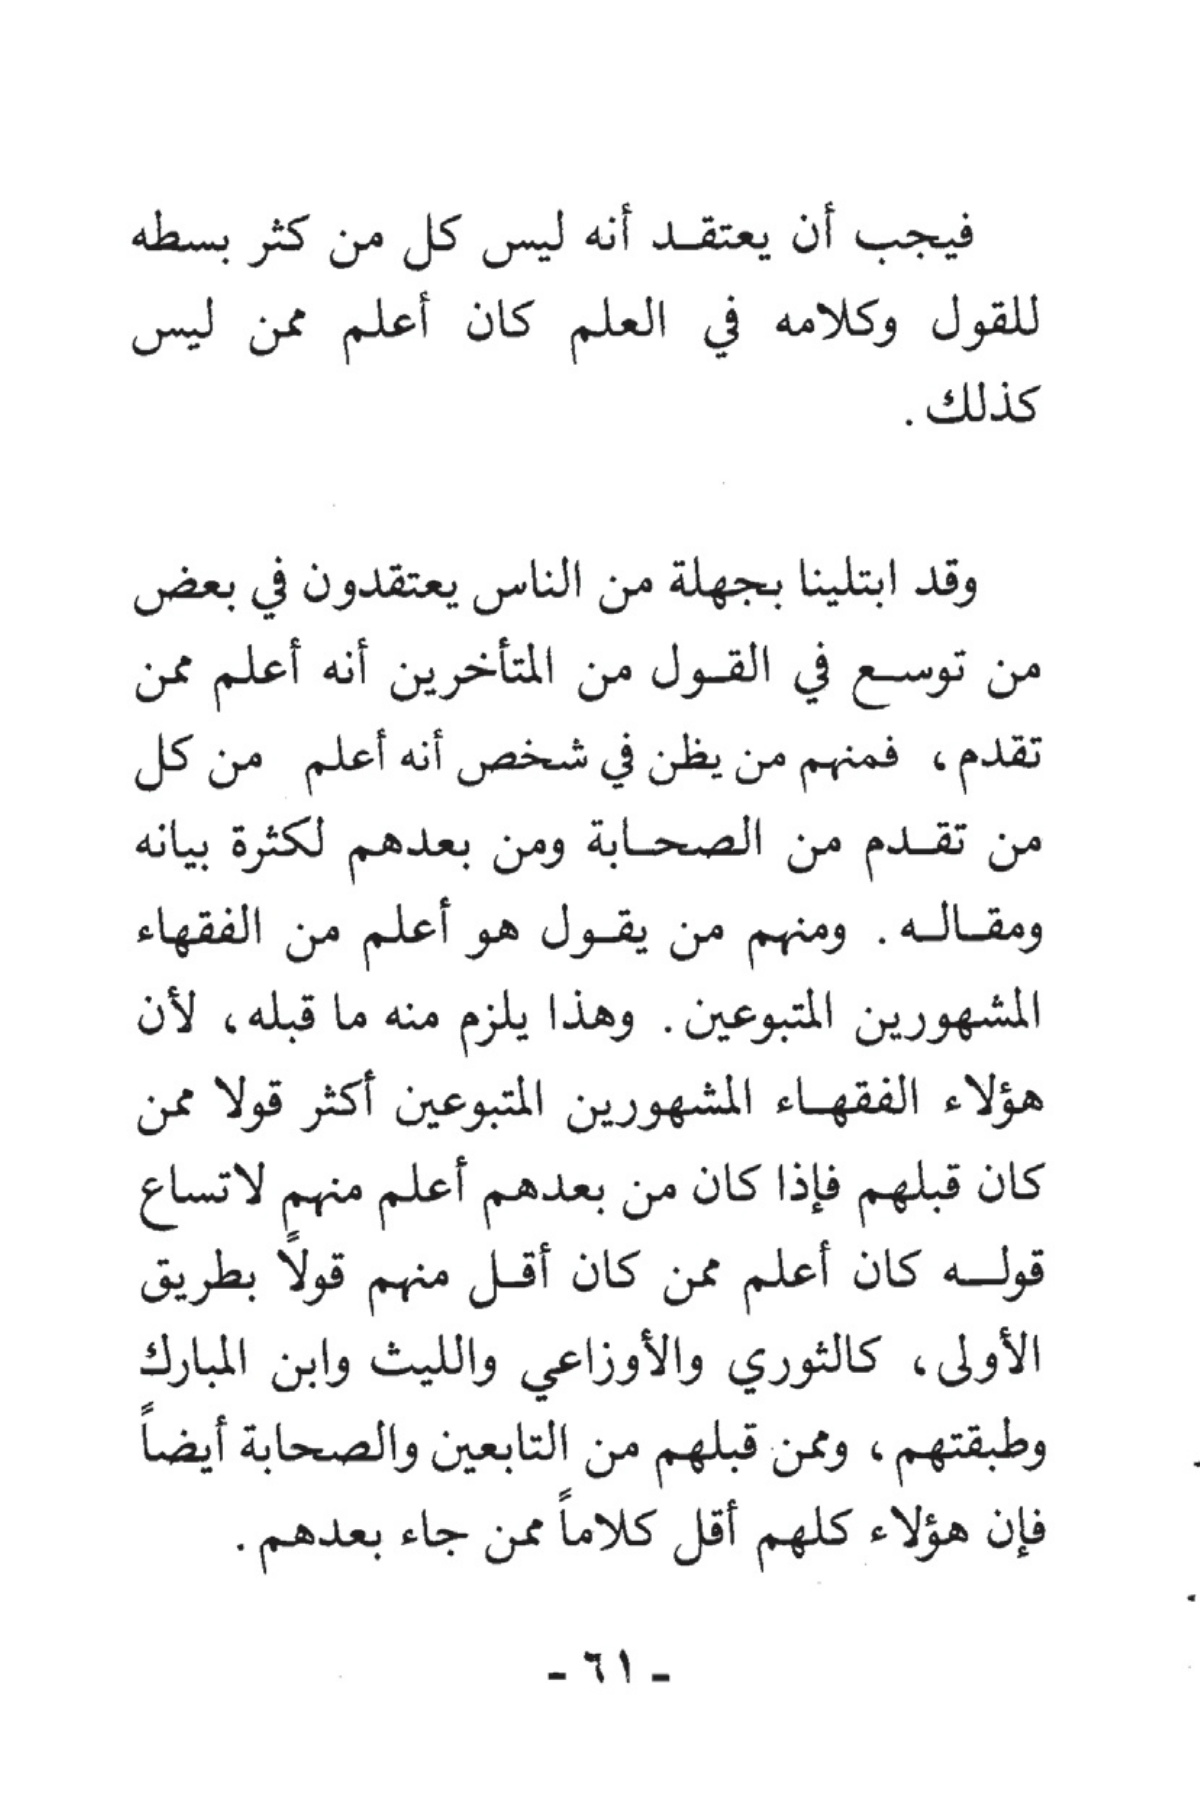 فيجب أن يعتقد أنه ليس كل من كثر بسطه
للقول وكلامه في العلم كان أعلم ممن ليس
كذلك .
وقد ابتلينا بجهلة من الناس يعتقدون في بعض
من توسع في القول من المتأخرين أنه أعلم ممن
تقدم ، فمنهم من يظن في شخص أنه أعلم من كل
من تقدم من الصحابة ومن بعدهم لكثرة بيانه
ومقاله . ومنهم من يقول هو أعلم من الفقهاء
المشهورين المتبوعين . وهذا يلزم منه ما قبله ، لأن
هؤلاء الفقهاء المشهورين المتبوعين أكثر قولا ممن
كان قبلهم فإذا كان من بعدهم أعلم منهم لاتساع
قوله كان أعلم ممن كان أقل منهم قولاً بطريق
الأولى ، كالثوري والأوزاعي والليث وابن المبارك
وطبقتهم ، وممن قبلهم من التابعين والصحابة أيضاً
فإن هؤلاء كلهم أقل كلاماً ممن جاء بعدهم .
- ٦١ -